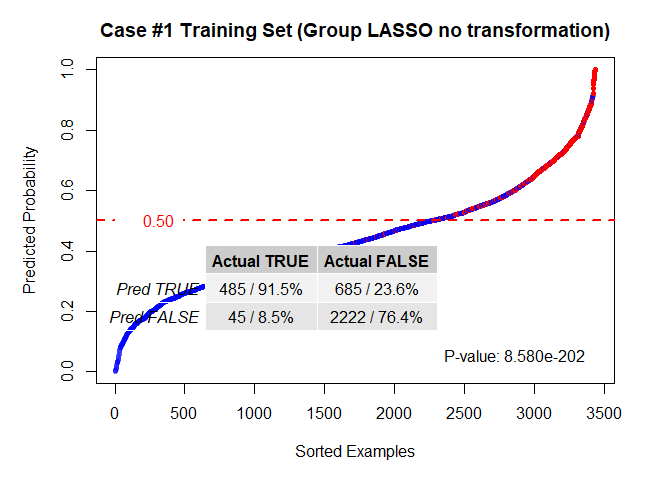 Case #1 Training Set (Group LASSO no transformation)
Predicted Probability
1.0
0.8
0.6
0.4
0.2
0.0
0.50
Actual TRUE Actual FALSE
Pred TRUE 485 / 91.5% 685 / 23.6%
Pred FALSE 45 / 8.5% 2222 / 76.4%
P-value: 8.580e-202
0 500 1000 1500 2000 2500 3000 3500
Sorted Examples